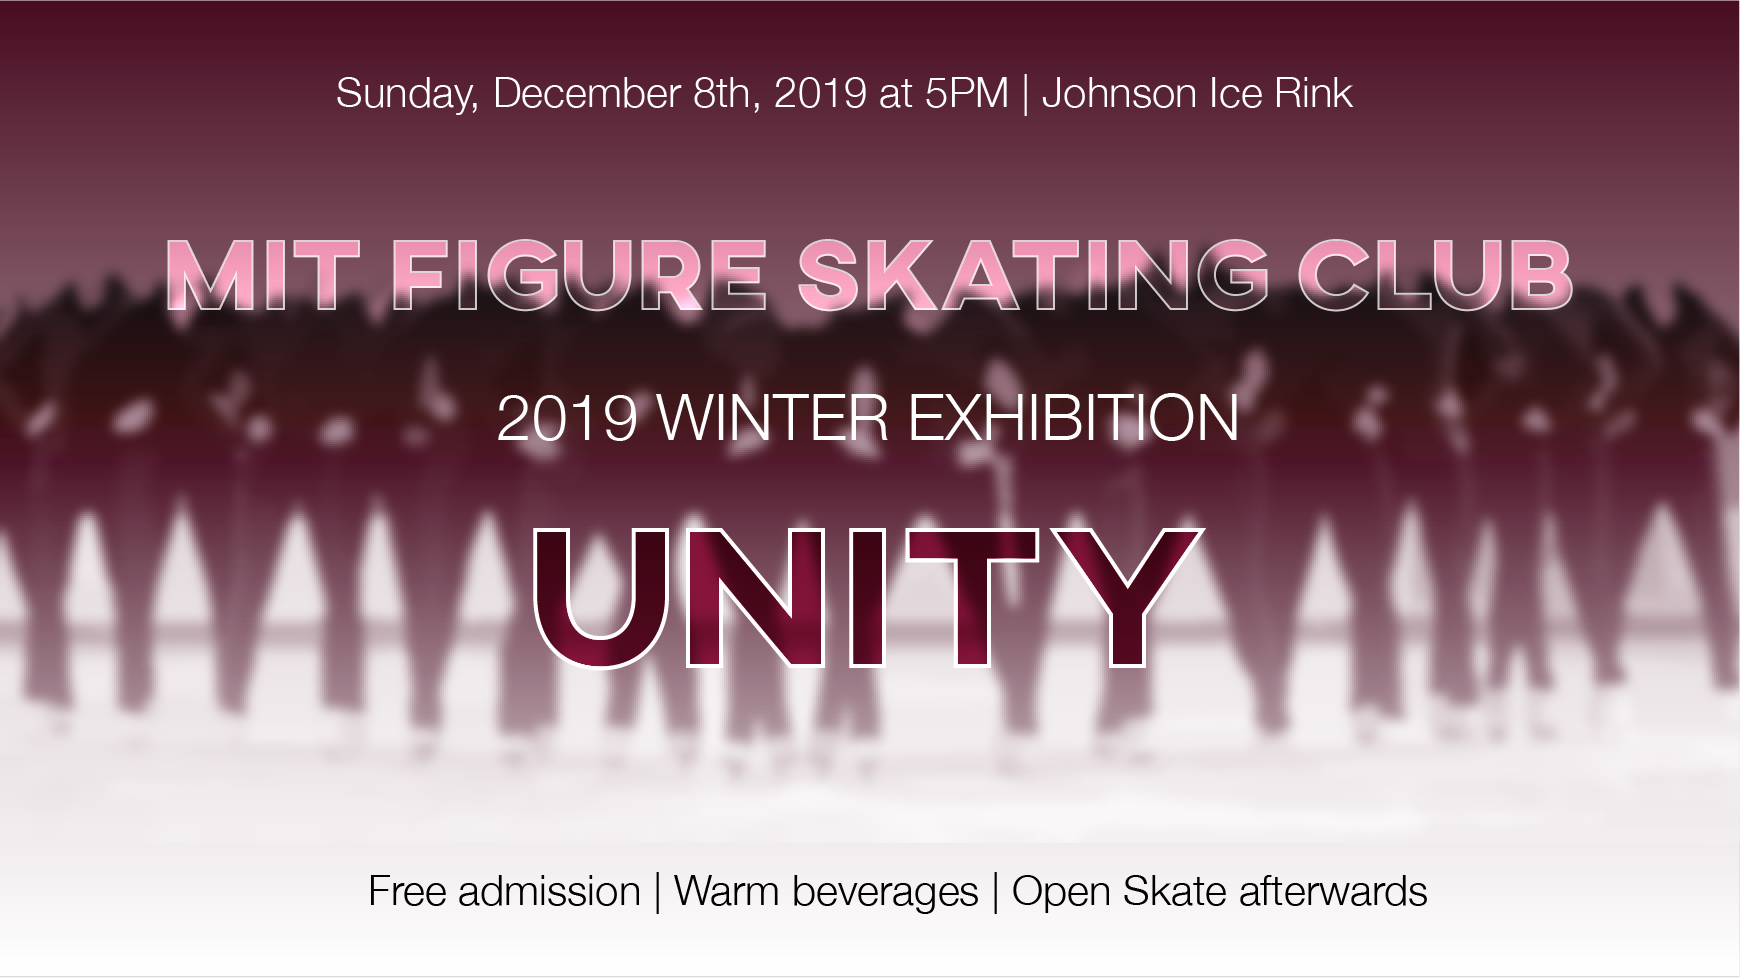 Sunday, December 8th, 2019 at 5PM | Johnson Ice Rink
MIT FIGURE SKATING CLUB
2019 WINTER EXHIBITION
UNITY
Free admission | Warm beverages | Open Skate afterwards